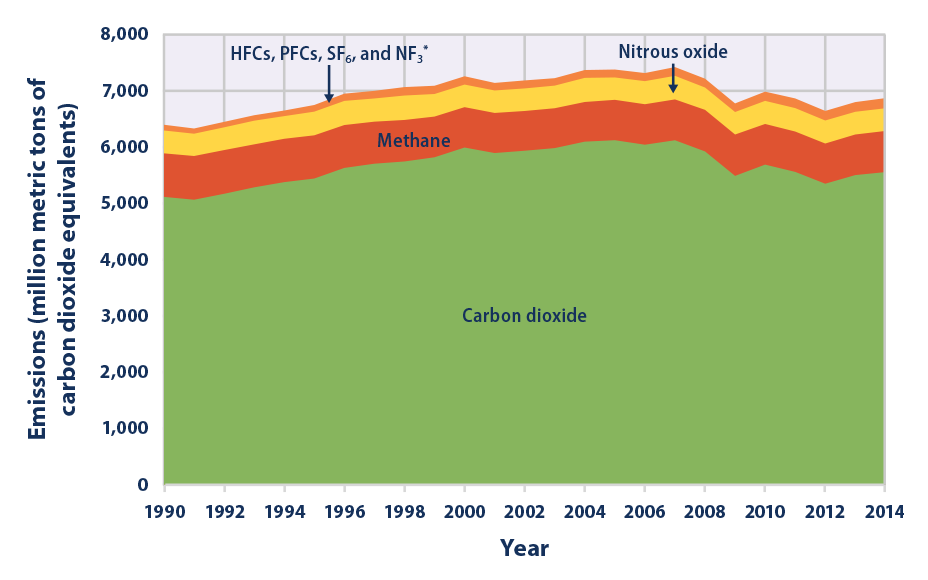 8,000
HFCs, PFCs, SF6, and NF3*
Nitrous oxide
7,000
6,000
Methane
5,000
4,000
3,000
Carbon dioxide
2,000
1,000
0
Emissions (million metric tons of
carbon dioxide equivalents)
1990 1992 1994 1996 1998 2000 2002 2004 2006 2008 2010 2012 2014
Year